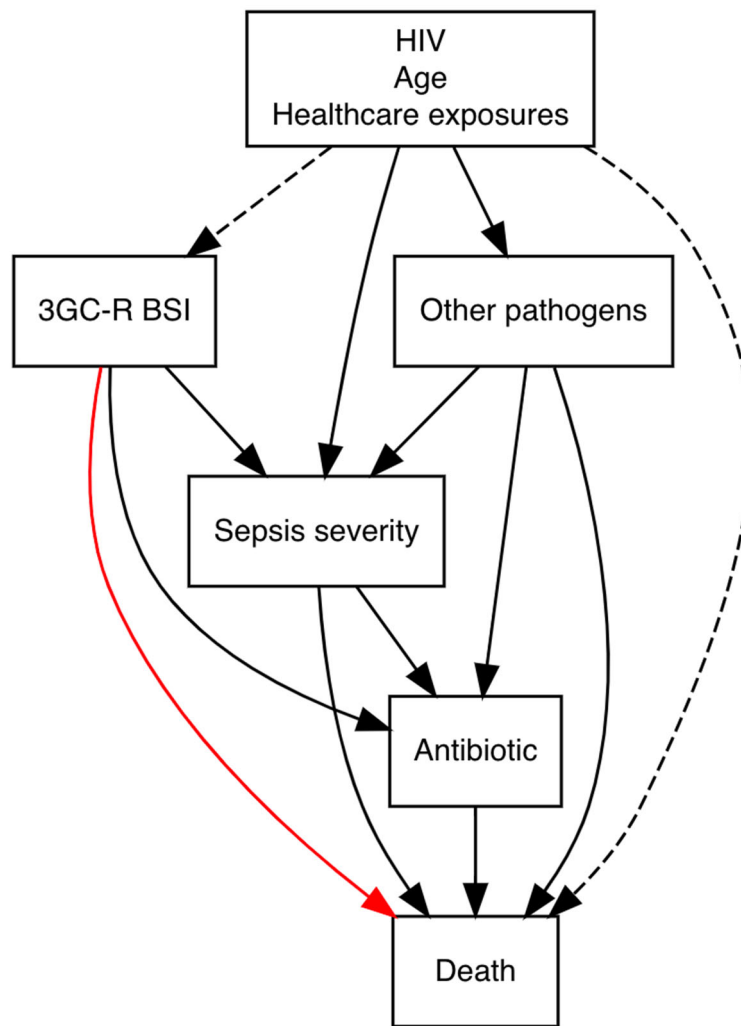 HIV
Age
Healthcare exposures
3GC-R BSI
Other pathogens
Sepsis severity
Antibiotic
Death